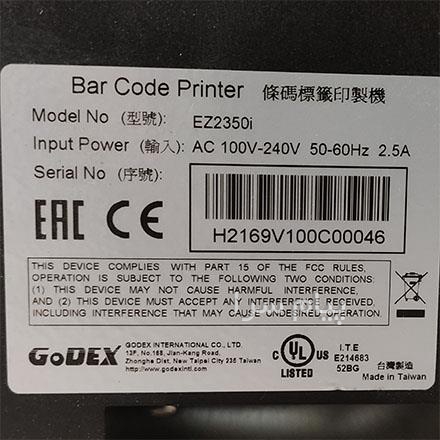 Bar Code Printer 條碼標籤印製機
Model No (型號): EZ2350i
Input Power (輸入): AC 100V-240V 50-60Hz 2.5A
Serial No (序號):
EAC CE
H2169V100C00046
THIS DEVICE COMPLIES WITH PART 15 OF THE FCC RULES,
OPERATION IS SUBJECT TO THE FOLLOWING TWO CONDITIONS:
(1) THIS DEVICE MAY NOT CAUSE HARMFUL INTERFERENCE,
AND (2) THIS DEVICE MUST ACCEPT ANY INTERFERENCE RECEIVED,
INCLUDING INTERFERENCE THAT MAY CAUSE UNDESIRED OPERATION.
GoDEX
GODEX INTERNATIONAL CO., LTD.
13F, No.168, Jian-Kang Road,
Zhonghe Dist, New Taipei City 235 Taiwan
http://www.godexintl.com
C UL US
LISTED
I.T.E
E214683
52BG
台灣製造
Made in Taiwan